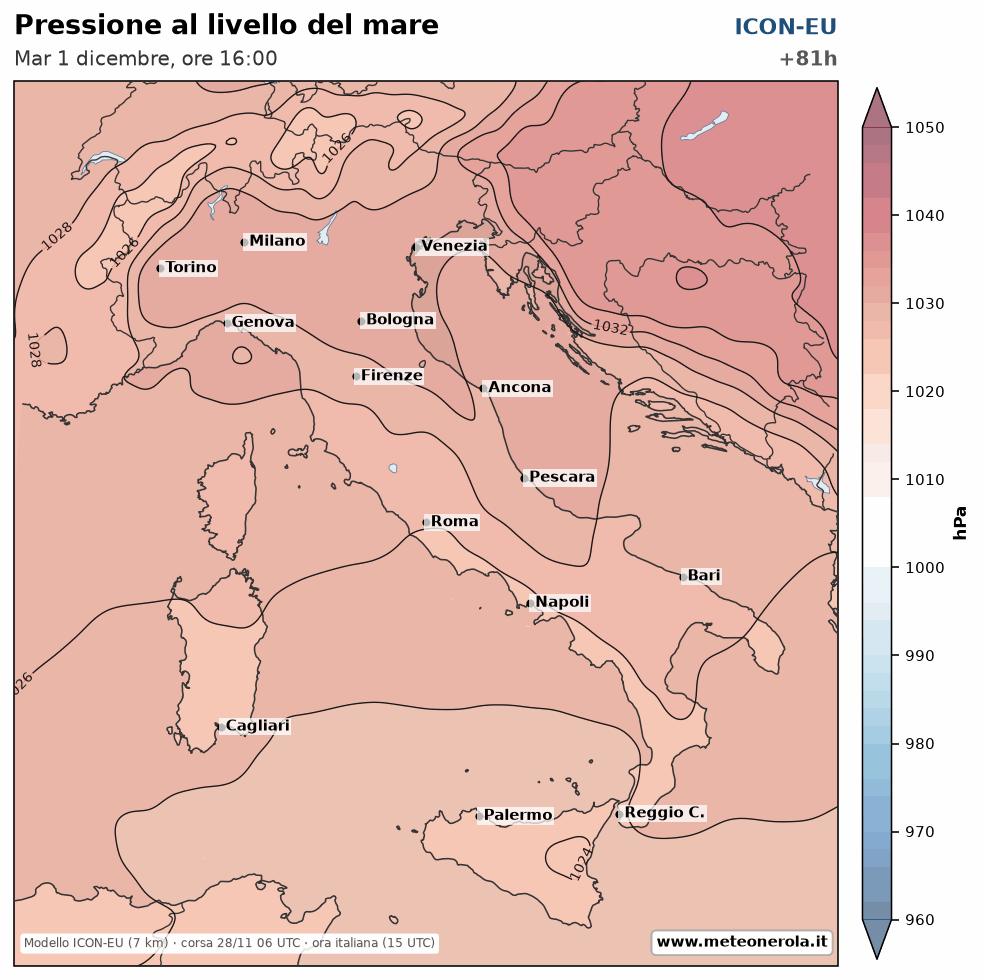 Pressione al livello del mare
ICON-EU
Mar 1 dicembre, ore 16:00
+81h
1026
1028
1026
1028
1032
026
1024
Milano
Venezia
Torino
Genova
Bologna
Firenze
Ancona
Pescara
Roma
Bari
Napoli
Cagliari
Palermo
Reggio C.
1050
1040
1030
1020
1010
1000
990
980
970
960
hPa
Modello ICON-EU (7 km) · corsa 28/11 06 UTC · ora italiana (15 UTC)
www.meteonerola.it